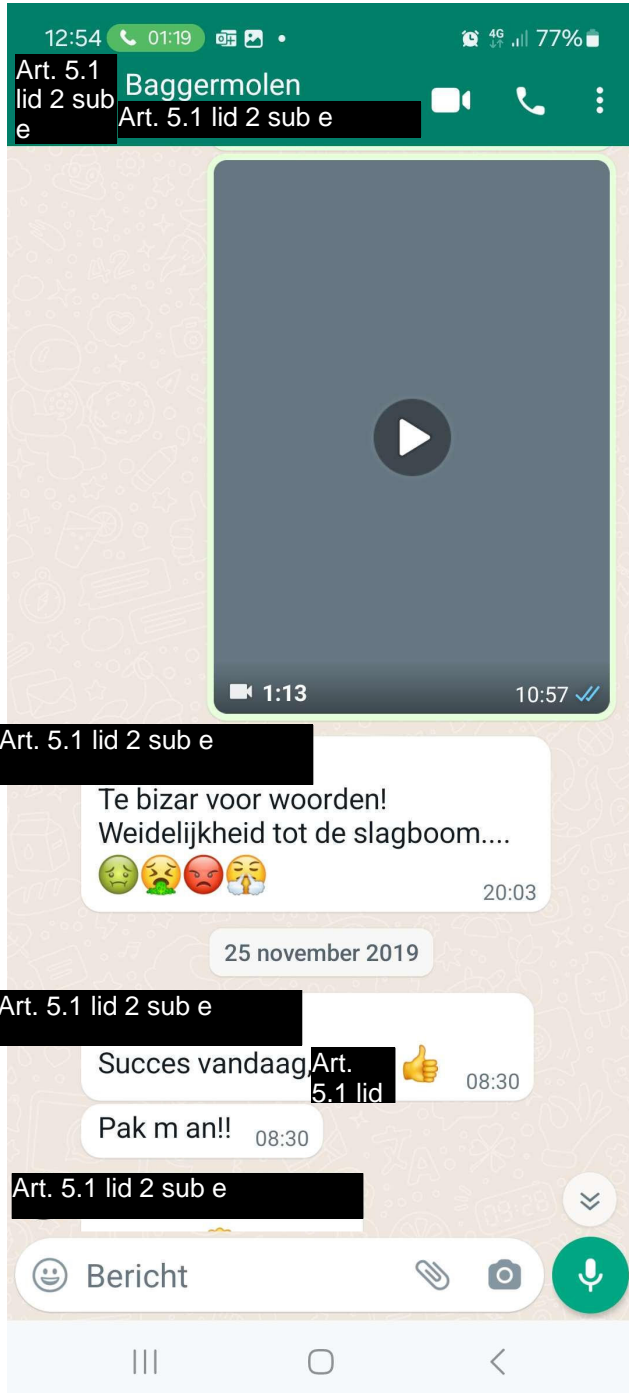 12:54 01:19 4G 77%
Art. 5.1
lid 2 sub
e
Baggermolen
Art. 5.1 lid 2 sub e
1:13 10:57
Art. 5.1 lid 2 sub e
Te bizar voor woorden!
Weidelijkheid tot de slagboom....
🤢🤮😡😤 20:03
25 november 2019
Art. 5.1 lid 2 sub e
Succes vandaag, Art.
5.1 lid
👍 08:30
Pak m an!! 08:30
Art. 5.1 lid 2 sub e
Bericht